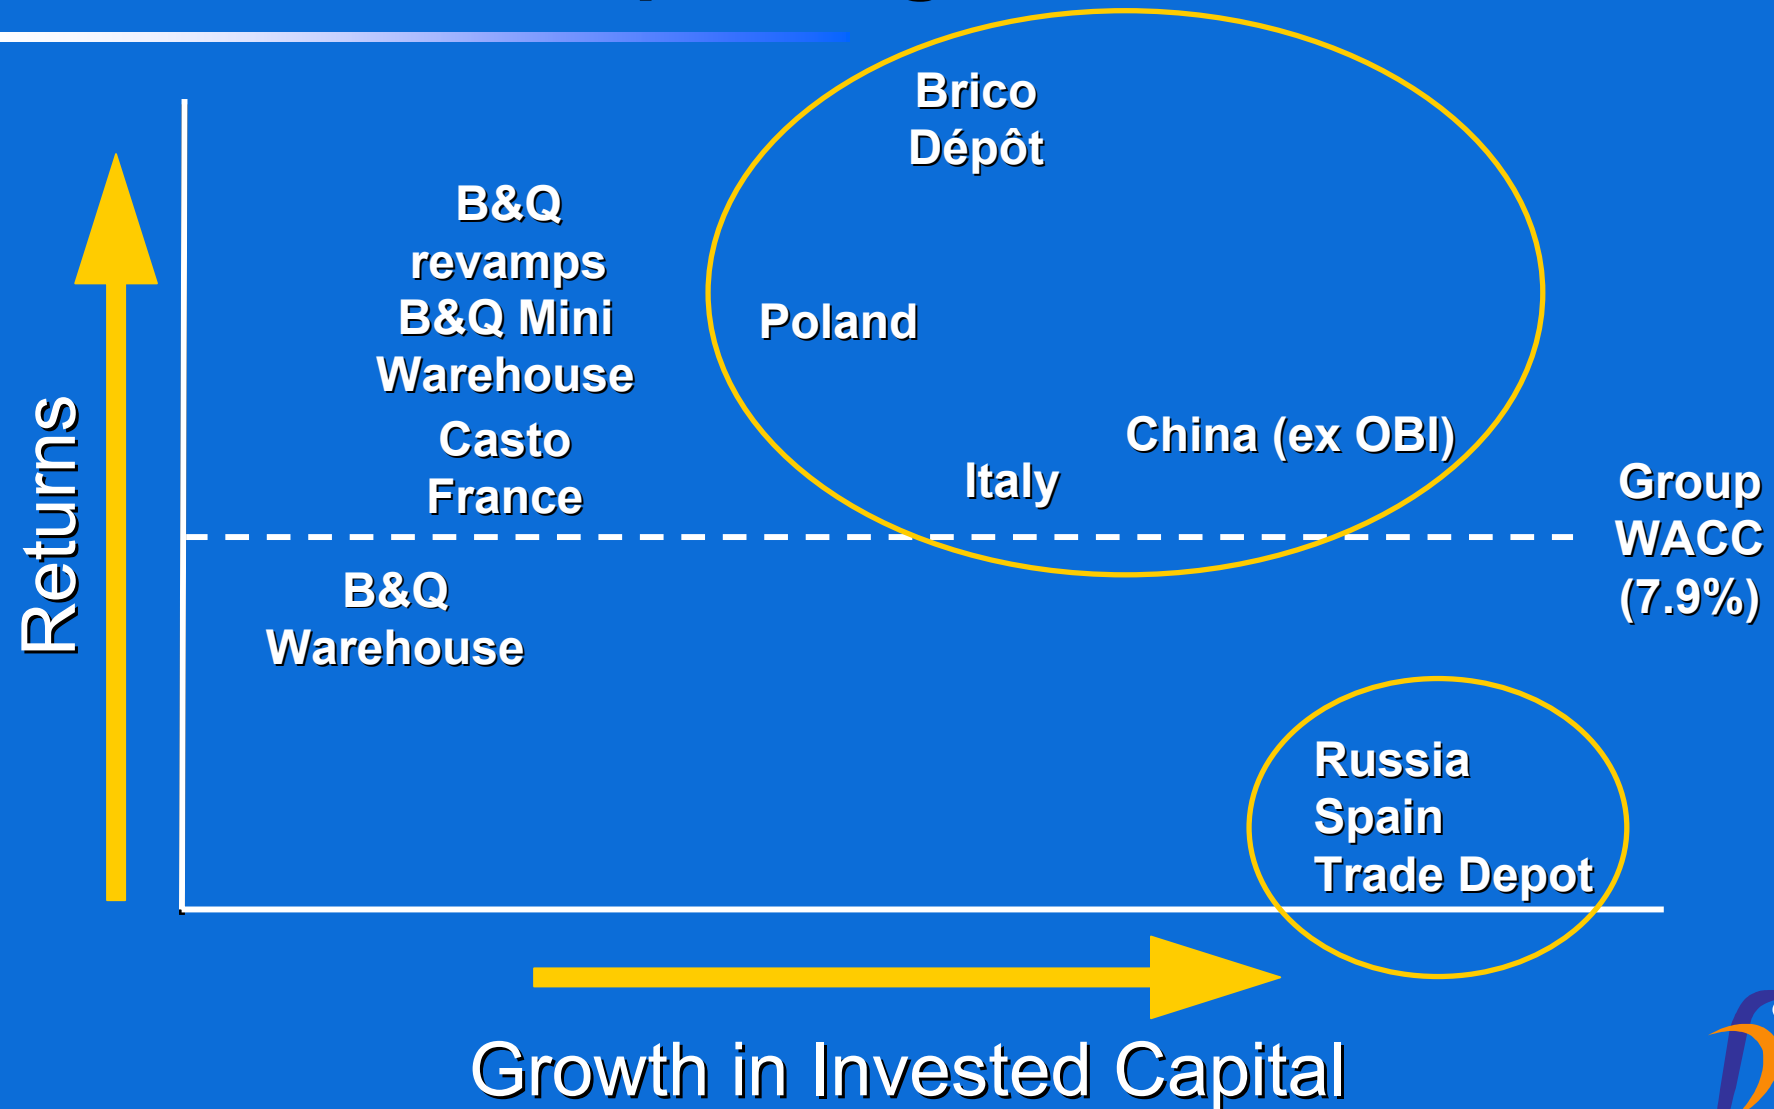 Brico
Dépôt
B&Q
revamps
B&Q Mini
Warehouse
Poland
Casto
France
China (ex OBI)
Italy
Group
WACC
(7.9%)
B&Q
Warehouse
Russia
Spain
Trade Depot
Returns
Growth in Invested Capital